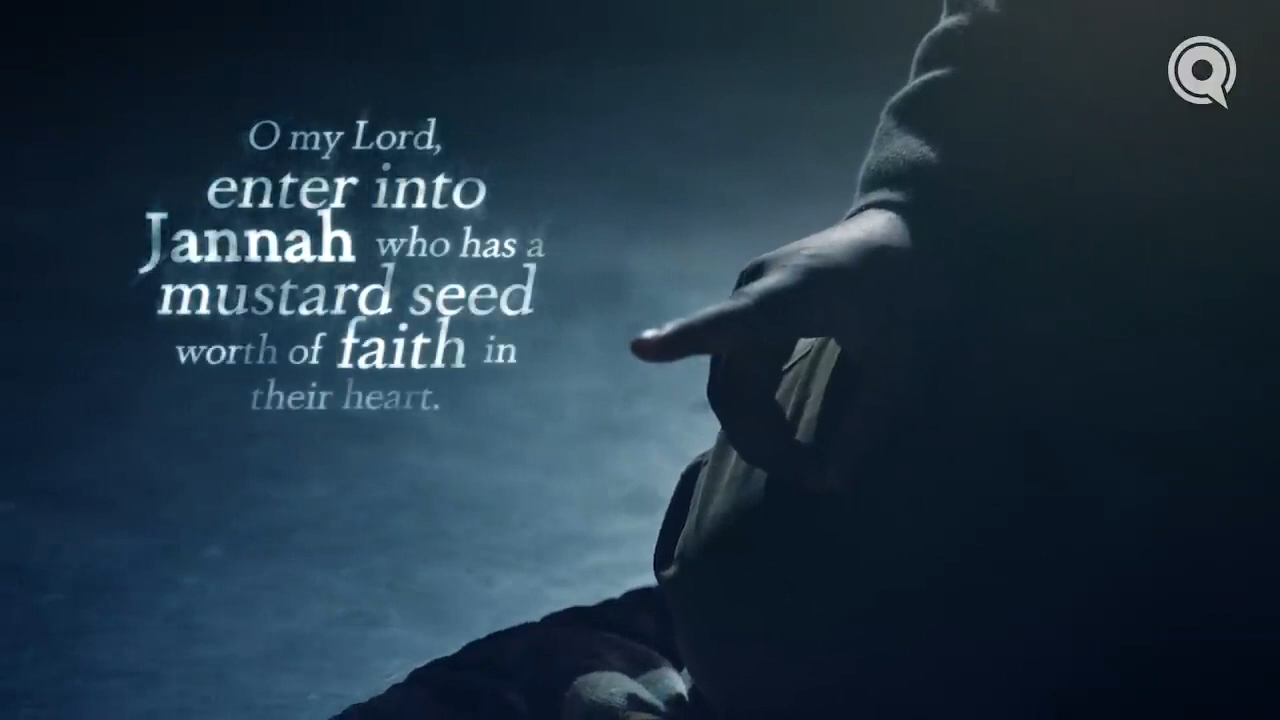 O my Lord,
enter into
Jannah who has a
mustard seed
worth of faith in
their heart.